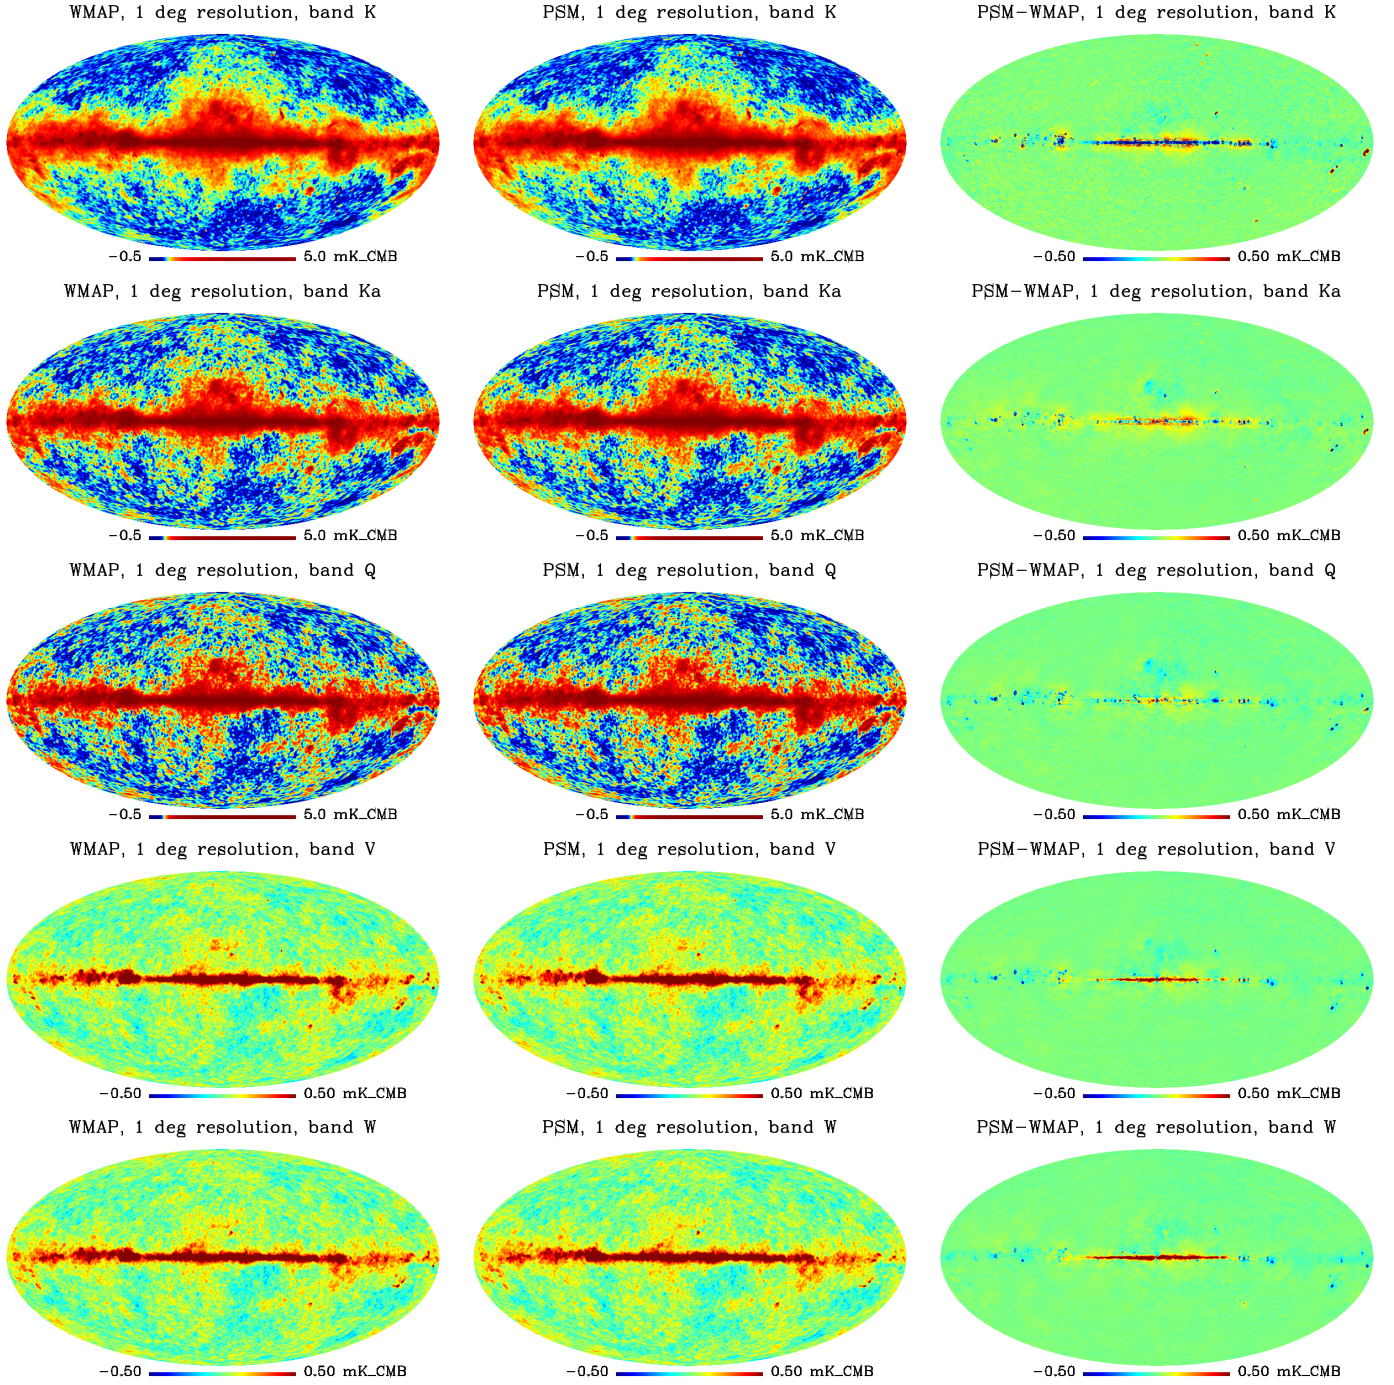 WMAP, 1 deg resolution, band K
PSM, 1 deg resolution, band K
PSM-WMAP, 1 deg resolution, band K
-0.5 5.0 mK_CMB
-0.5 5.0 mK_CMB
-0.50 0.50 mK_CMB
WMAP, 1 deg resolution, band Ka
PSM, 1 deg resolution, band Ka
PSM-WMAP, 1 deg resolution, band Ka
-0.5 5.0 mK_CMB
-0.5 5.0 mK_CMB
-0.50 0.50 mK_CMB
WMAP, 1 deg resolution, band Q
PSM, 1 deg resolution, band Q
PSM-WMAP, 1 deg resolution, band Q
-0.5 5.0 mK_CMB
-0.5 5.0 mK_CMB
-0.50 0.50 mK_CMB
WMAP, 1 deg resolution, band V
PSM, 1 deg resolution, band V
PSM-WMAP, 1 deg resolution, band V
-0.50 0.50 mK_CMB
-0.50 0.50 mK_CMB
-0.50 0.50 mK_CMB
WMAP, 1 deg resolution, band W
PSM, 1 deg resolution, band W
PSM-WMAP, 1 deg resolution, band W
-0.50 0.50 mK_CMB
-0.50 0.50 mK_CMB
-0.50 0.50 mK_CMB